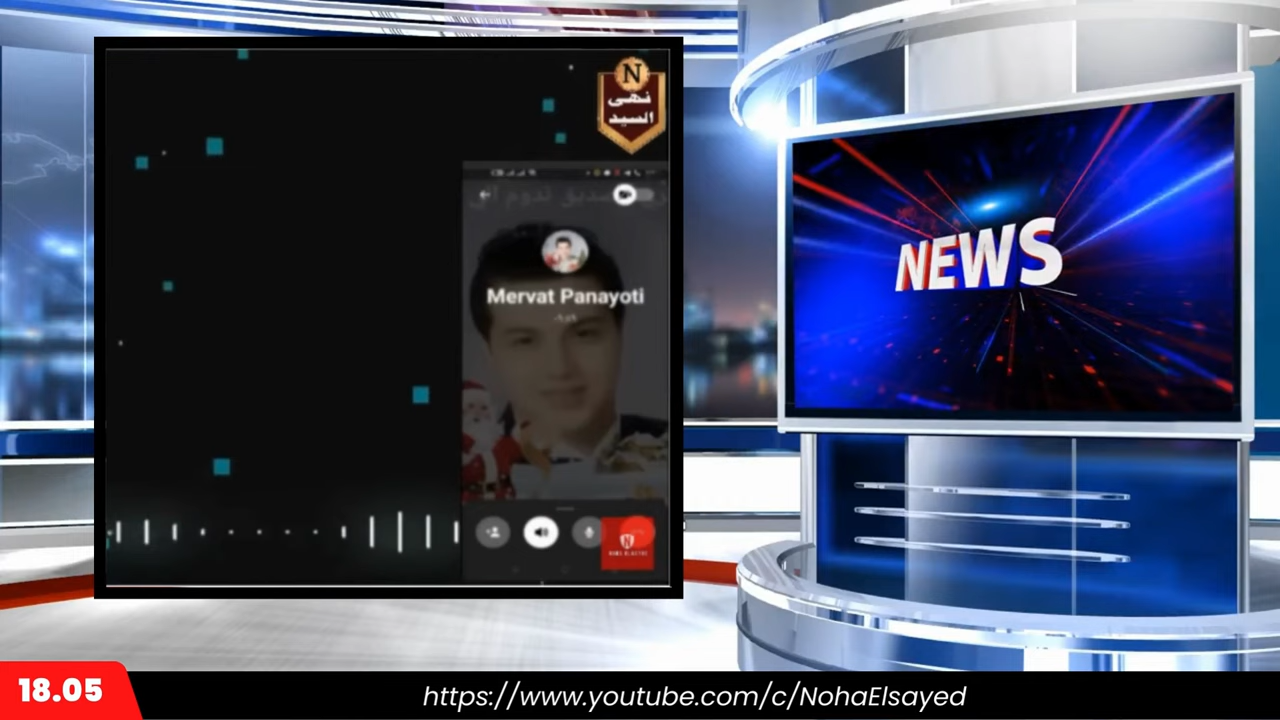 N
نهى
السيد
Mervat Panayoti
NEWS
18.05
https://www.youtube.com/c/NohaElsayed